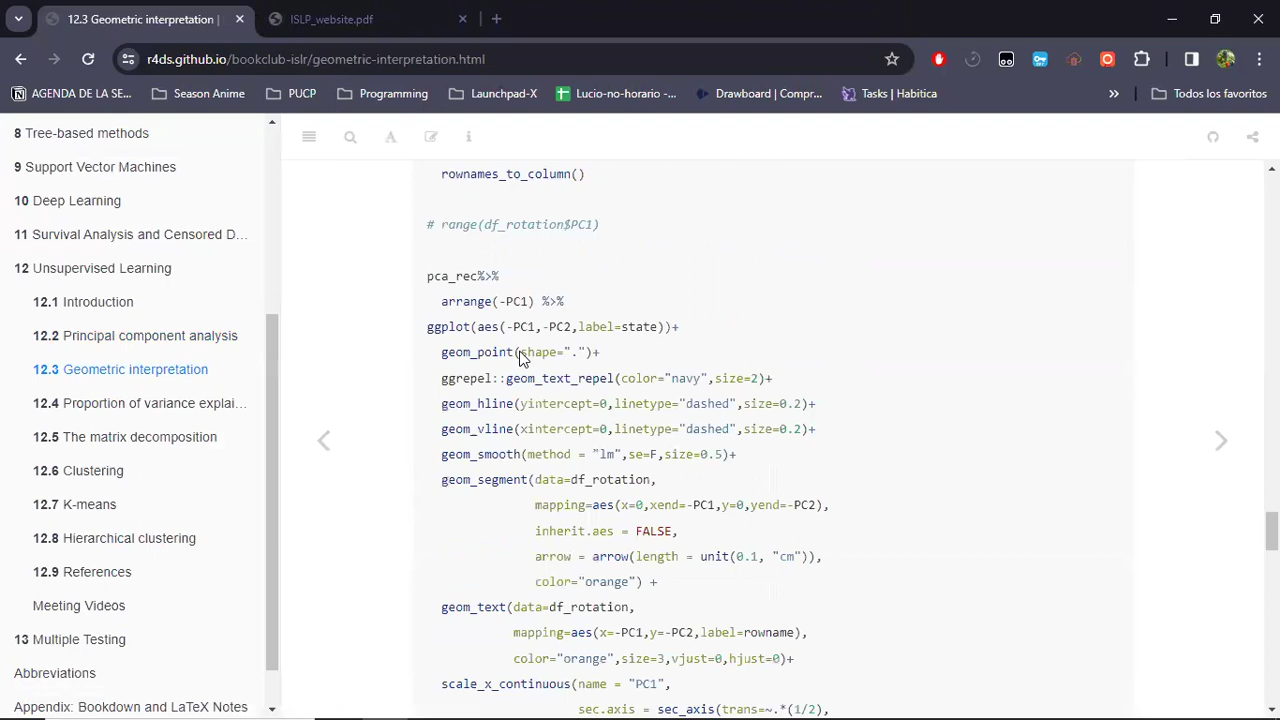 12.3 Geometric interpretation |
ISLP_website.pdf
r4ds.github.io/bookclub-islr/geometric-interpretation.html
AGENDA DE LA SE...
Season Anime
PUCP
Programming
Launchpad-X
Lucio-no-horario -...
Drawboard | Compr...
Tasks | Habitica
Todos los favoritos
8 Tree-based methods
9 Support Vector Machines
10 Deep Learning
11 Survival Analysis and Censored D...
12 Unsupervised Learning
12.1 Introduction
12.2 Principal component analysis
12.3 Geometric interpretation
12.4 Proportion of variance explai...
12.5 The matrix decomposition
12.6 Clustering
12.7 K-means
12.8 Hierarchical clustering
12.9 References
Meeting Videos
13 Multiple Testing
Abbreviations
Appendix: Bookdown and LaTeX Notes
rownames_to_column()
# range(df_rotation$PC1)
pca_rec%>%
arrange(-PC1) %>%
ggplot(aes(-PC1,-PC2,label=state))+
geom_point(shape=".")+
ggrepel::geom_text_repel(color="navy",size=2)+
geom_hline(yintercept=0,linetype="dashed",size=0.2)+
geom_vline(xintercept=0,linetype="dashed",size=0.2)+
geom_smooth(method = "lm",se=F,size=0.5)+
geom_segment(data=df_rotation,
mapping=aes(x=0,xend=-PC1,y=0,yend=-PC2),
inherit.aes = FALSE,
arrow = arrow(length = unit(0.1, "cm")),
color="orange") +
geom_text(data=df_rotation,
mapping=aes(x=-PC1,y=-PC2,label=rowname),
color="orange",size=3,vjust=0,hjust=0)+
scale_x_continuous(name = "PC1",
sec.axis = sec_axis(trans=~.*(1/2),